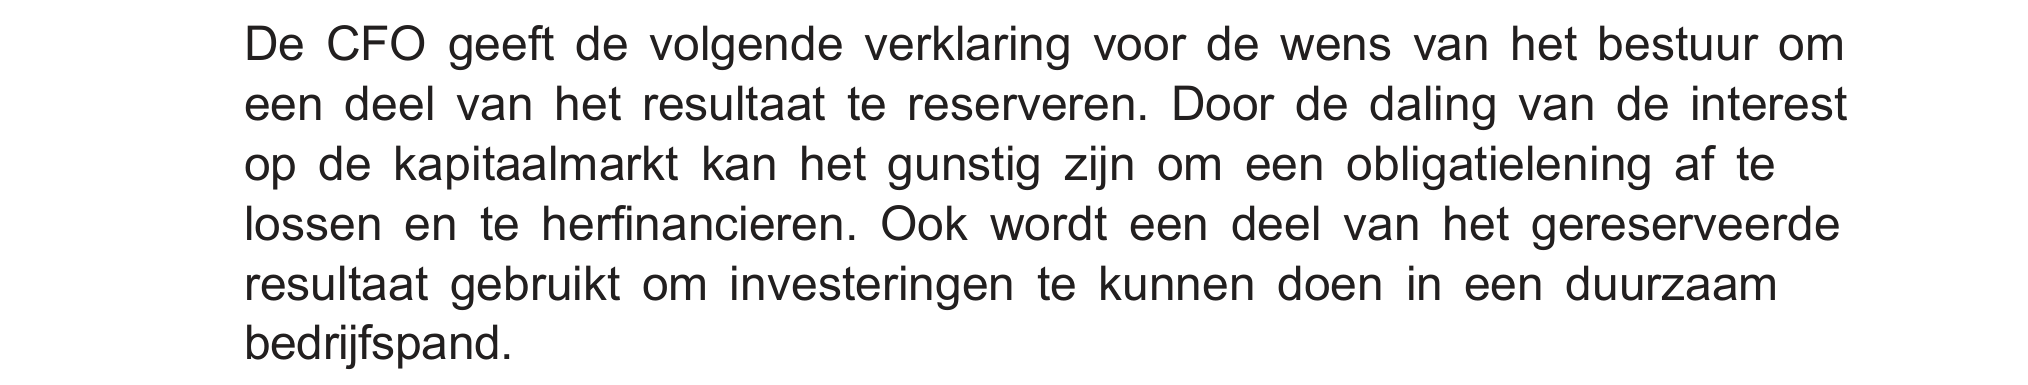 De CFO geeft de volgende verklaring voor de wens van het bestuur om
een deel van het resultaat te reserveren. Door de daling van de interest
op de kapitaalmarkt kan het gunstig zijn om een obligatielening af te
lossen en te herfinancieren. Ook wordt een deel van het gereserveerde
resultaat gebruikt om investeringen te kunnen doen in een duurzaam
bedrijfspand.